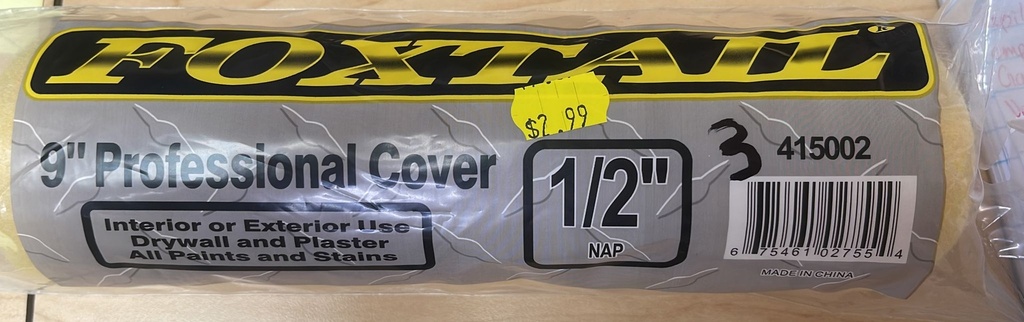 FOXTAIL®
$2.99
9" Professional Cover
Interior or Exterior Use
Drywall and Plaster
All Paints and Stains
1/2"
NAP
3
415002
6 75461 02755 4
MADE IN CHINA